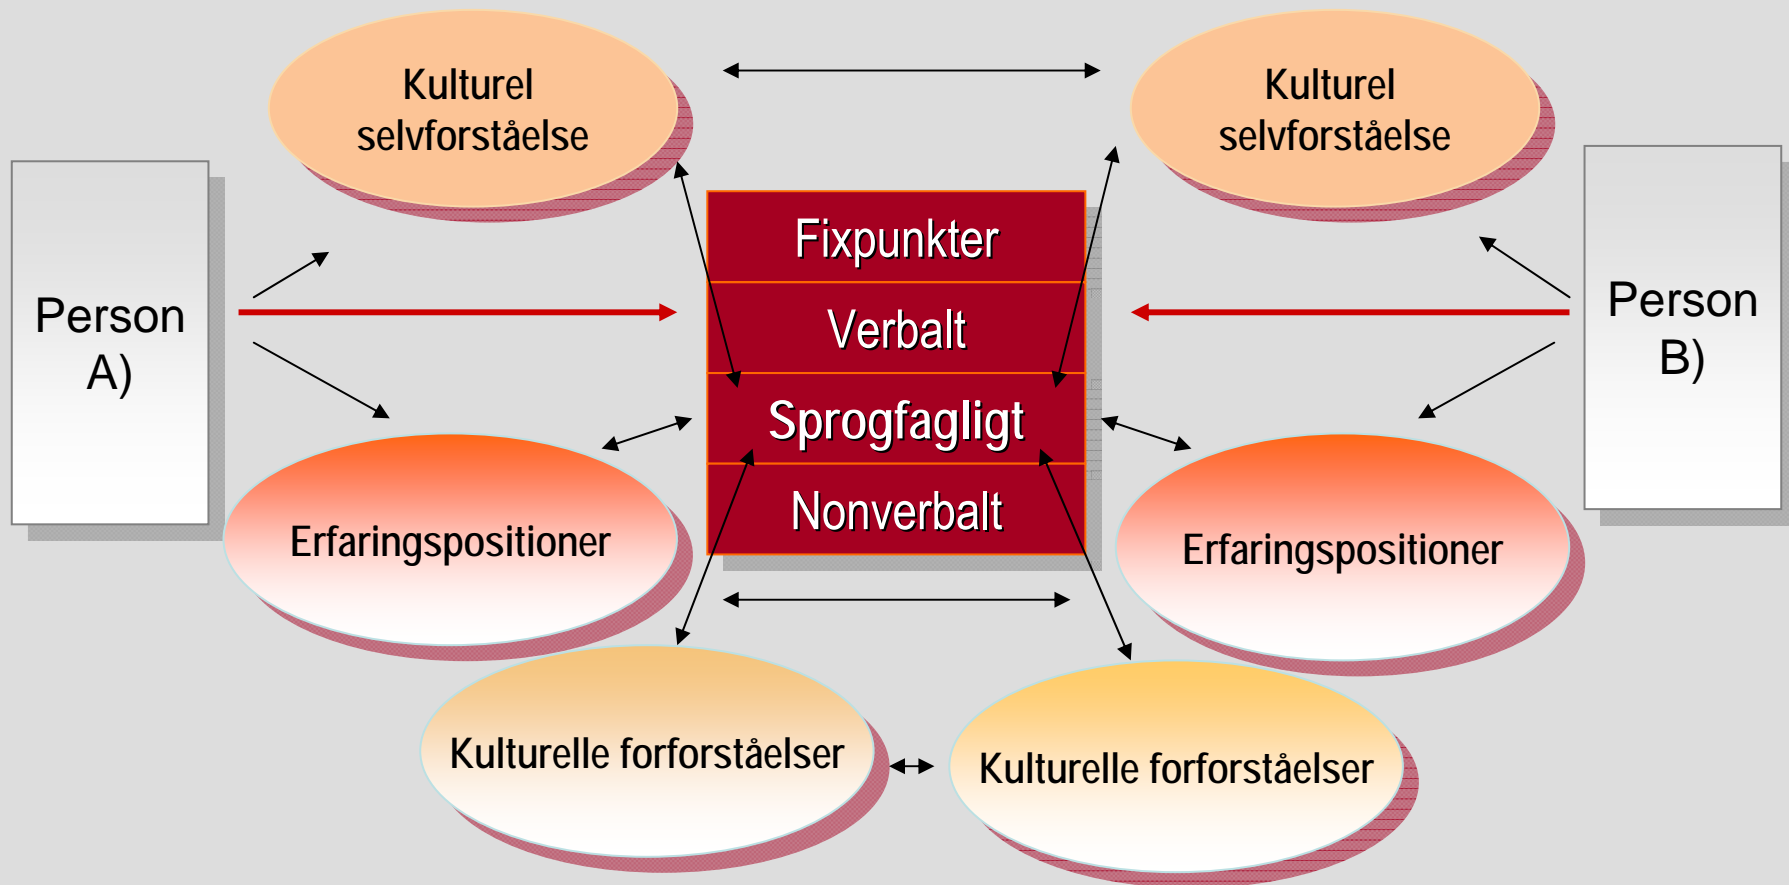 Kulturel
selvforståelse
Kulturel
selvforståelse
Person
A)
Fixpunkter
Verbalt
Sprogfagligt
Nonverbalt
Person
B)
Erfaringspositioner
Erfaringspositioner
Kulturelle forforståelser
Kulturelle forforståelser